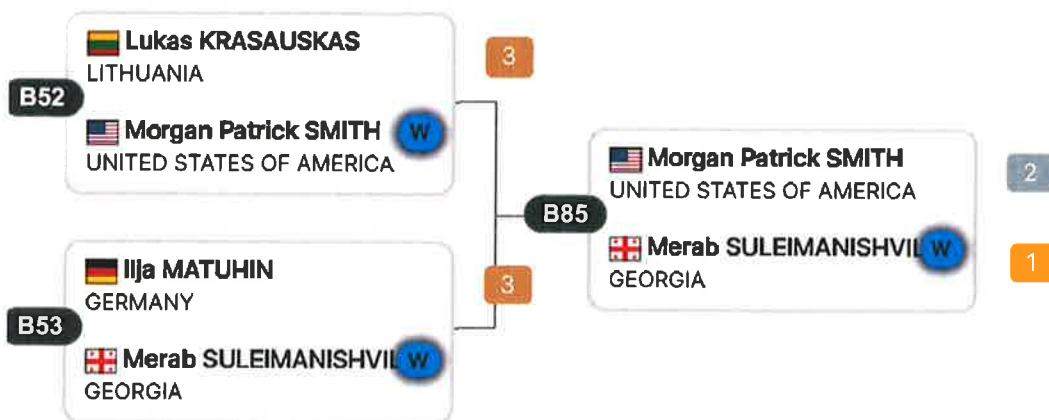 Lukas KRASAUSKAS
LITHUANIA
3
B52
Morgan Patrick SMITH W
UNITED STATES OF AMERICA
Morgan Patrick SMITH
UNITED STATES OF AMERICA
2
B85
Merab SULEIMANISHVIL W
GEORGIA
1
Ilja MATUHIN
GERMANY
3
B53
Merab SULEIMANISHVIL W
GEORGIA